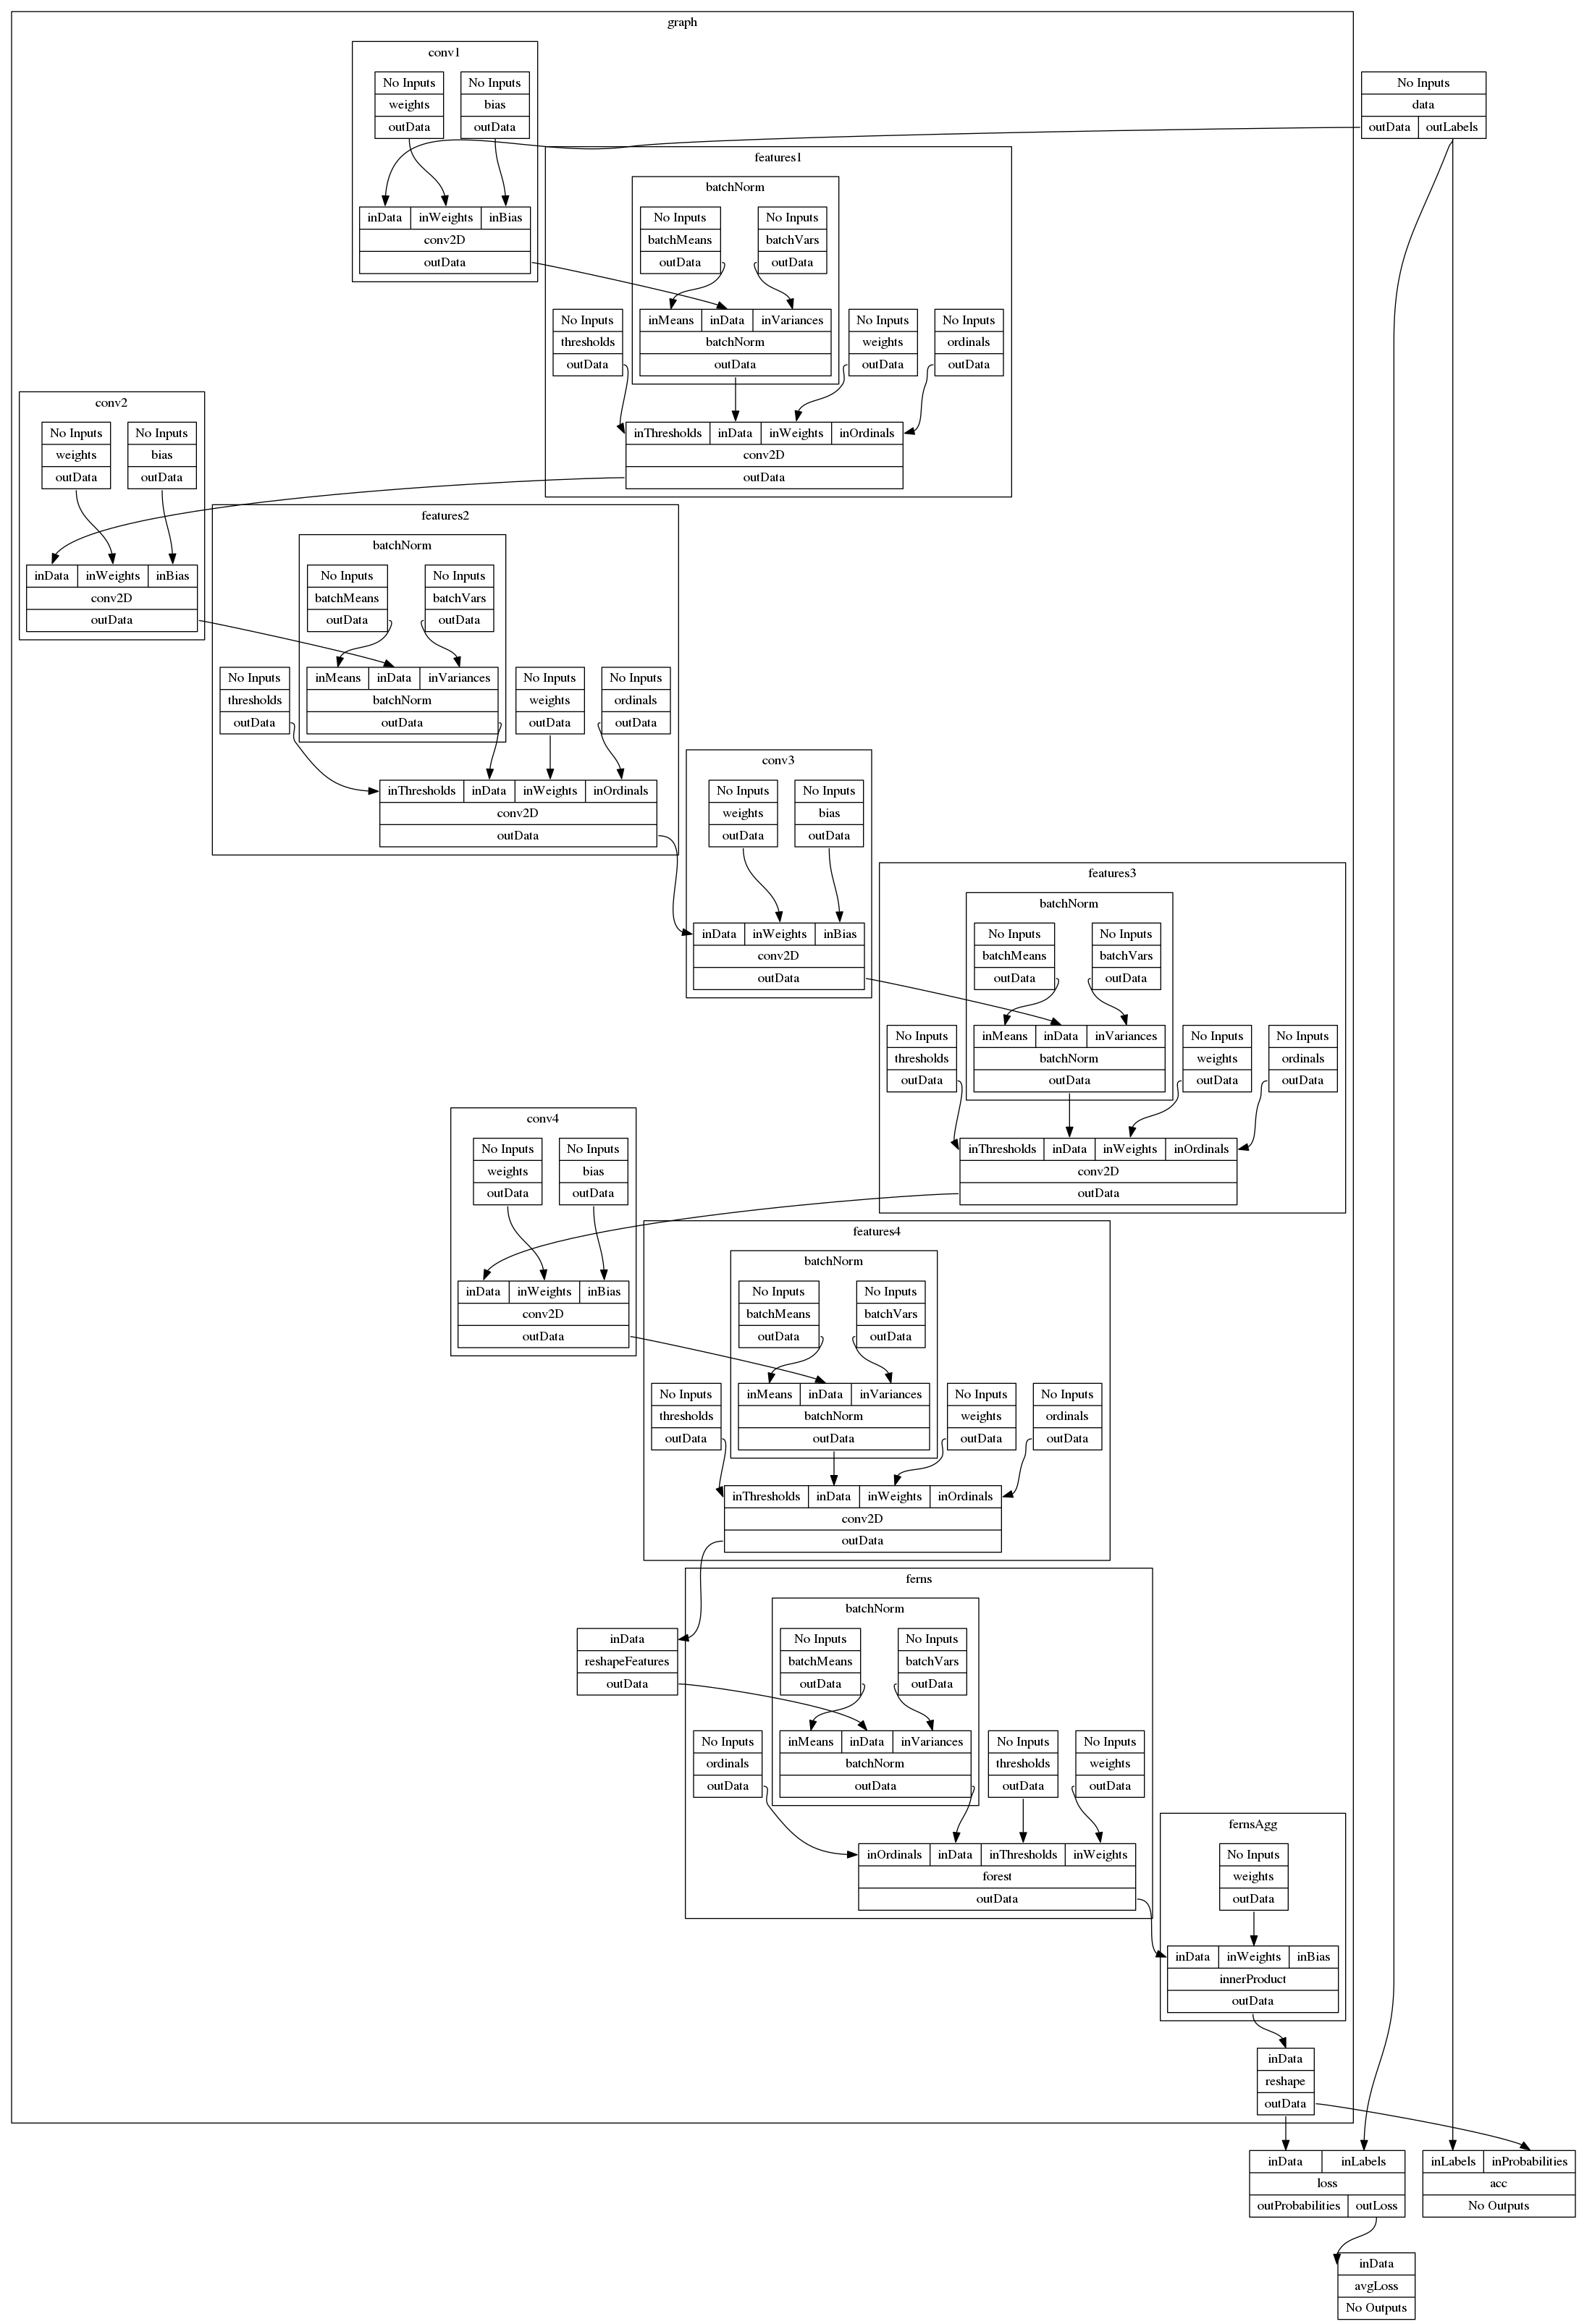 graph
conv1
No Inputs
weights
outData
No Inputs
bias
outData
inData inWeights inBias
conv2D
outData
No Inputs
data
outData outLabels
features1
batchNorm
No Inputs
batchMeans
outData
No Inputs
batchVars
outData
inMeans inData inVariances
batchNorm
outData
No Inputs
thresholds
outData
No Inputs
weights
outData
No Inputs
ordinals
outData
inThresholds inData inWeights inOrdinals
conv2D
outData
conv2
No Inputs
weights
outData
No Inputs
bias
outData
inData inWeights inBias
conv2D
outData
features2
batchNorm
No Inputs
batchMeans
outData
No Inputs
batchVars
outData
inMeans inData inVariances
batchNorm
outData
No Inputs
thresholds
outData
No Inputs
weights
outData
No Inputs
ordinals
outData
inThresholds inData inWeights inOrdinals
conv2D
outData
conv3
No Inputs
weights
outData
No Inputs
bias
outData
inData inWeights inBias
conv2D
outData
features3
batchNorm
No Inputs
batchMeans
outData
No Inputs
batchVars
outData
inMeans inData inVariances
batchNorm
outData
No Inputs
thresholds
outData
No Inputs
weights
outData
No Inputs
ordinals
outData
inThresholds inData inWeights inOrdinals
conv2D
outData
conv4
No Inputs
weights
outData
No Inputs
bias
outData
inData inWeights inBias
conv2D
outData
features4
batchNorm
No Inputs
batchMeans
outData
No Inputs
batchVars
outData
inMeans inData inVariances
batchNorm
outData
No Inputs
thresholds
outData
No Inputs
weights
outData
No Inputs
ordinals
outData
inThresholds inData inWeights inOrdinals
conv2D
outData
inData
reshapeFeatures
outData
ferns
batchNorm
No Inputs
batchMeans
outData
No Inputs
batchVars
outData
inMeans inData inVariances
batchNorm
outData
No Inputs
ordinals
outData
No Inputs
thresholds
outData
No Inputs
weights
outData
inOrdinals inData inThresholds inWeights
forest
outData
fernsAgg
No Inputs
weights
outData
inData inWeights inBias
innerProduct
outData
inData
reshape
outData
inData inLabels
loss
outProbabilities outLoss
inLabels inProbabilities
acc
No Outputs
inData
avgLoss
No Outputs